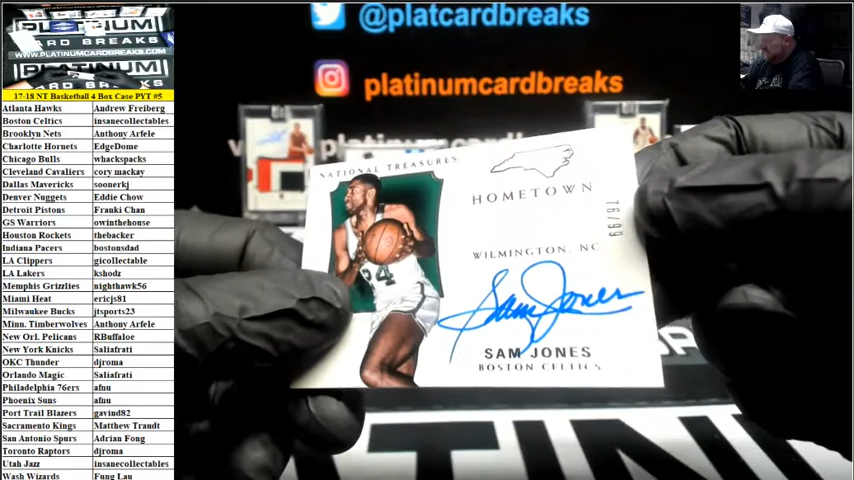 @platcardbreaks
platinumcardbreaks
PLATINUM
CARD BREAKS
WWW.PLATINUMCARDBREAKS.COM
PLATINUM
CARD BREAKS
17-18 NT Basketball 4 Box Case PYT #5
Atlanta Hawks Andrew Freiberg
Boston Celtics insanecollectables
Brooklyn Nets Anthony Arfele
Charlotte Hornets EdgeDome
Chicago Bulls whackspacks
Cleveland Cavaliers cory mackay
Dallas Mavericks soonerkj
Denver Nuggets Eddie Chow
Detroit Pistons Franki Chan
GS Warriors owinthehouse
Houston Rockets thebacker
Indiana Pacers bostonsdad
LA Clippers gicollectable
LA Lakers kshodz
Memphis Grizzlies nighthawk56
Miami Heat ericjs81
Milwaukee Bucks jtsports23
Minn. Timberwolves Anthony Arfele
New Orl. Pelicans RBuffaloe
New York Knicks Saliafrati
OKC Thunder djroma
Orlando Magic Saliafrati
Philadelphia 76ers afnu
Phoenix Suns afnu
Port Trail Blazers gavind82
Sacramento Kings Matthew Traudt
San Antonio Spurs Adrian Fong
Toronto Raptors djroma
Utah Jazz insanecollectables
Wash Wizards Fung Lau
NATIONAL TREASURES
HOMETOWN
76/99
WILMINGTON, NC
24
Sam Jones
SAM JONES
BOSTON CELTICS